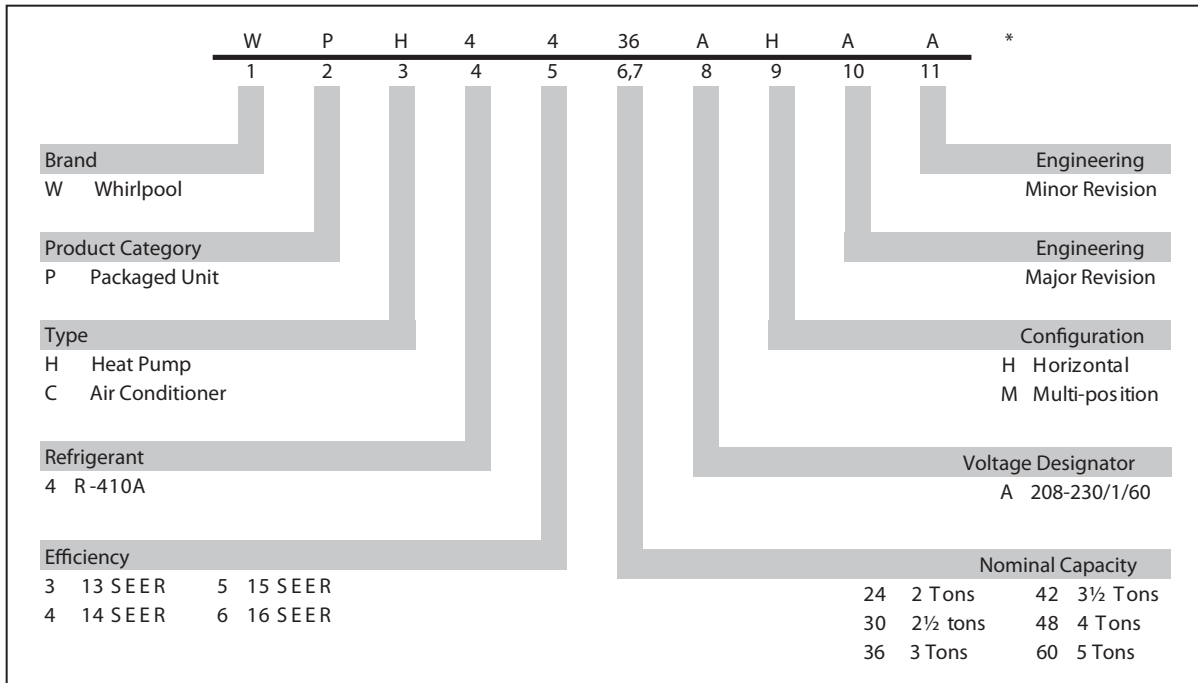 W P H 4 4 36 A H A A *
1 2 3 4 5 6,7 8 9 10 11
Brand
W Whirlpool
Product Category
P Packaged Unit
Type
H Heat Pump
C Air Conditioner
Refrigerant
4 R-410A
Efficiency
3 13 SEER 5 15 SEER
4 14 SEER 6 16 SEER
Engineering
Minor Revision
Engineering
Major Revision
Configuration
H Horizontal
M Multi-position
Voltage Designator
A 208-230/1/60
Nominal Capacity
24 2 Tons 42 3½ Tons
30 2½ tons 48 4 Tons
36 3 Tons 60 5 Tons